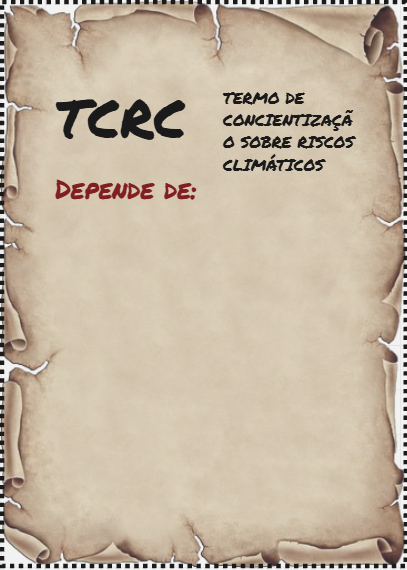 TCRC
TERMO DE
CONCIENTIZAÇÃ
O SOBRE RISCOS
CLIMÁTICOS
DEPENDE DE: